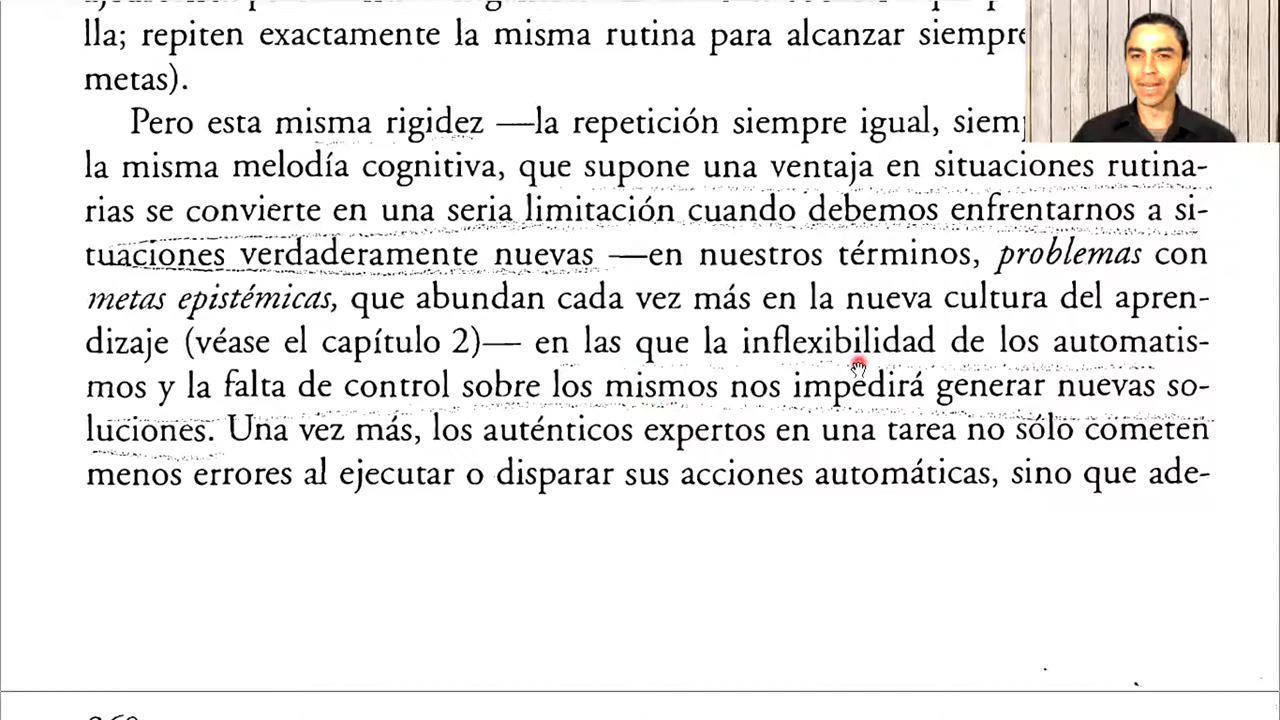 lla; repiten exactamente la misma rutina para alcanzar siempre
metas).
Pero esta misma rigidez —la repetición siempre igual,
la misma melodía cognitiva, que supone una ventaja en situaciones rutina-
rias se convierte en una seria limitación cuando debemos enfrentarnos a si-
tuaciones verdaderamente nuevas —en nuestros términos, problemas con
metas epistémicas, que abundan cada vez más en la nueva cultura del apren-
dizaje (véase el capítulo 2)— en las que la inflexibilidad de los automatis-
mos y la falta de control sobre los mismos nos impedirá generar nuevas so-
luciones. Una vez más, los auténticos expertos en una tarea no sólo cometen
menos errores al ejecutar o disparar sus acciones automáticas, sino que ade-